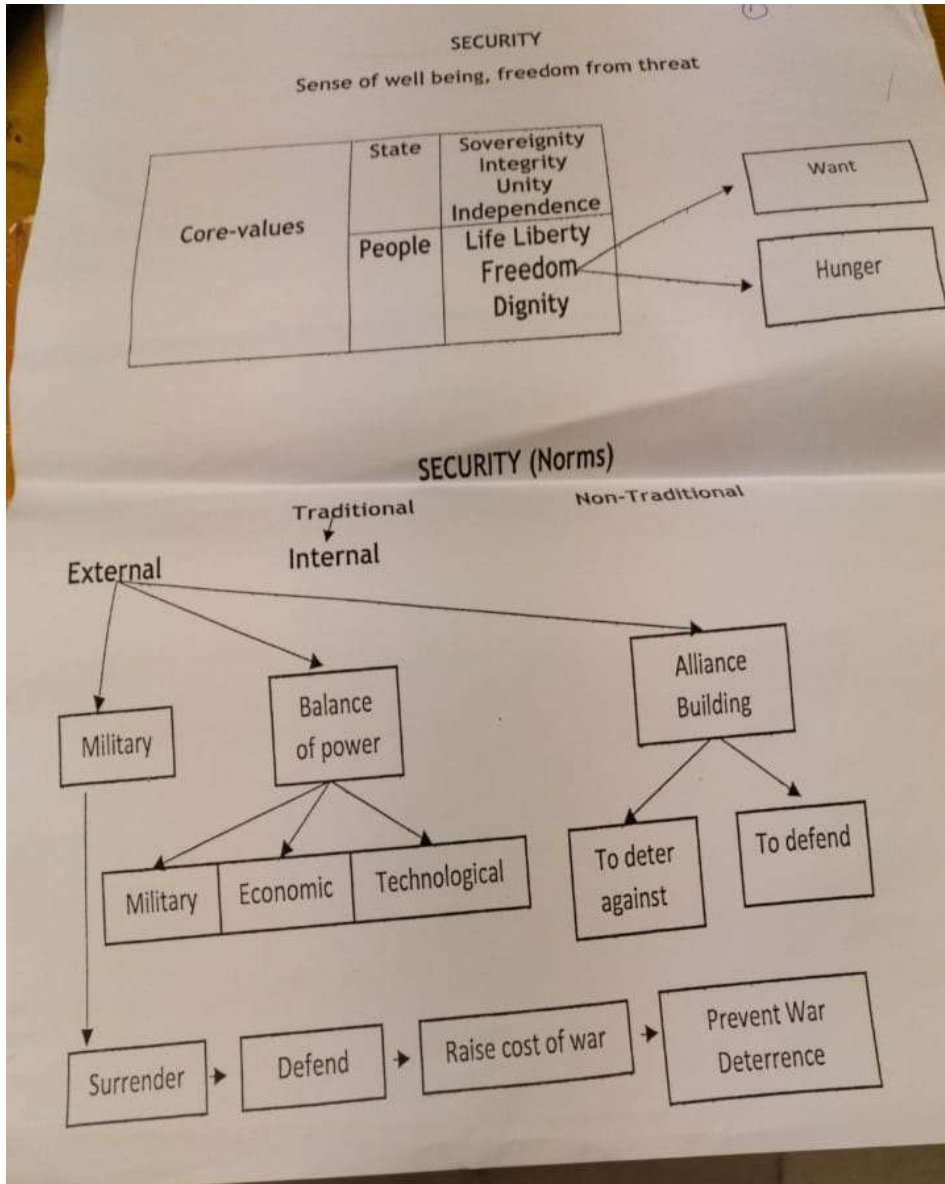 1
SECURITY
Sense of well being, freedom from threat
Core-values
State
Sovereignity
Integrity
Unity
Independence
People
Life Liberty
Freedom
Dignity
Want
Hunger
SECURITY (Norms)
Traditional
Non-Traditional
External
Internal
Military
Balance
of power
Alliance
Building
Military
Economic
Technological
To deter
against
To defend
Surrender
Defend
Raise cost of war
Prevent War
Deterrence